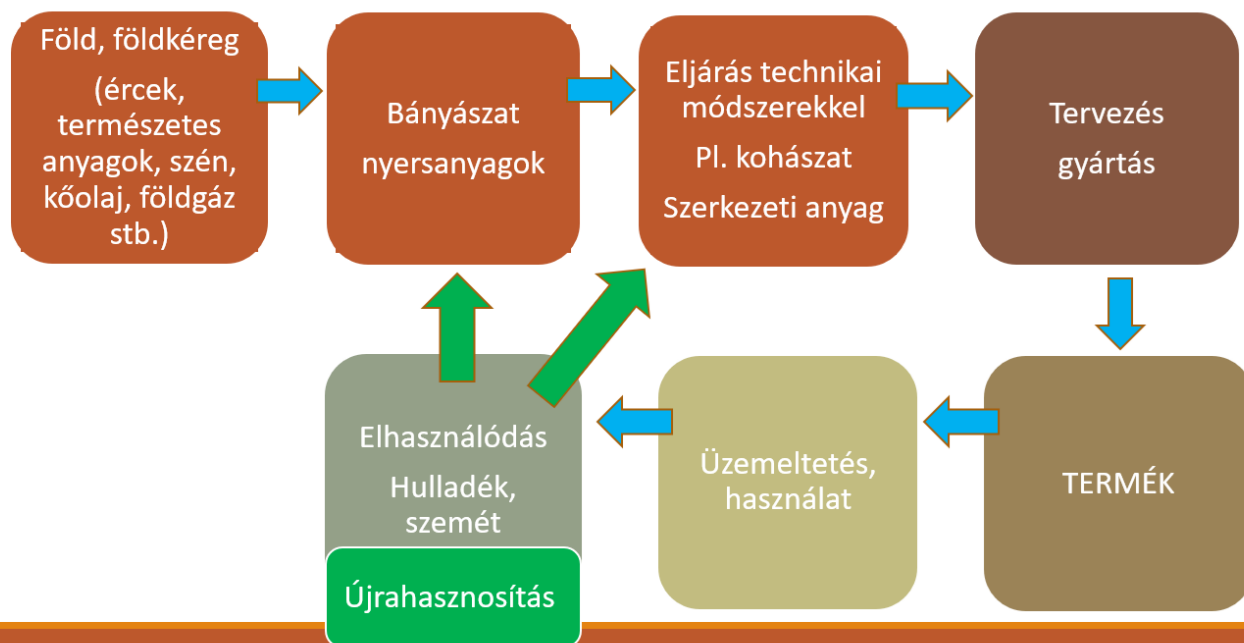 Föld, földkéreg
(ércek,
természetes
anyagok, szén,
kőolaj, földgáz
stb.)
Bányászat
nyersanyagok
Eljárás technikai
módszerekkel
Pl. kohászat
Szerkezeti anyag
Tervezés
gyártás
TERMÉK
Üzemeltetés,
használat
Elhasználódás
Hulladék,
szemét
Újrahasznosítás